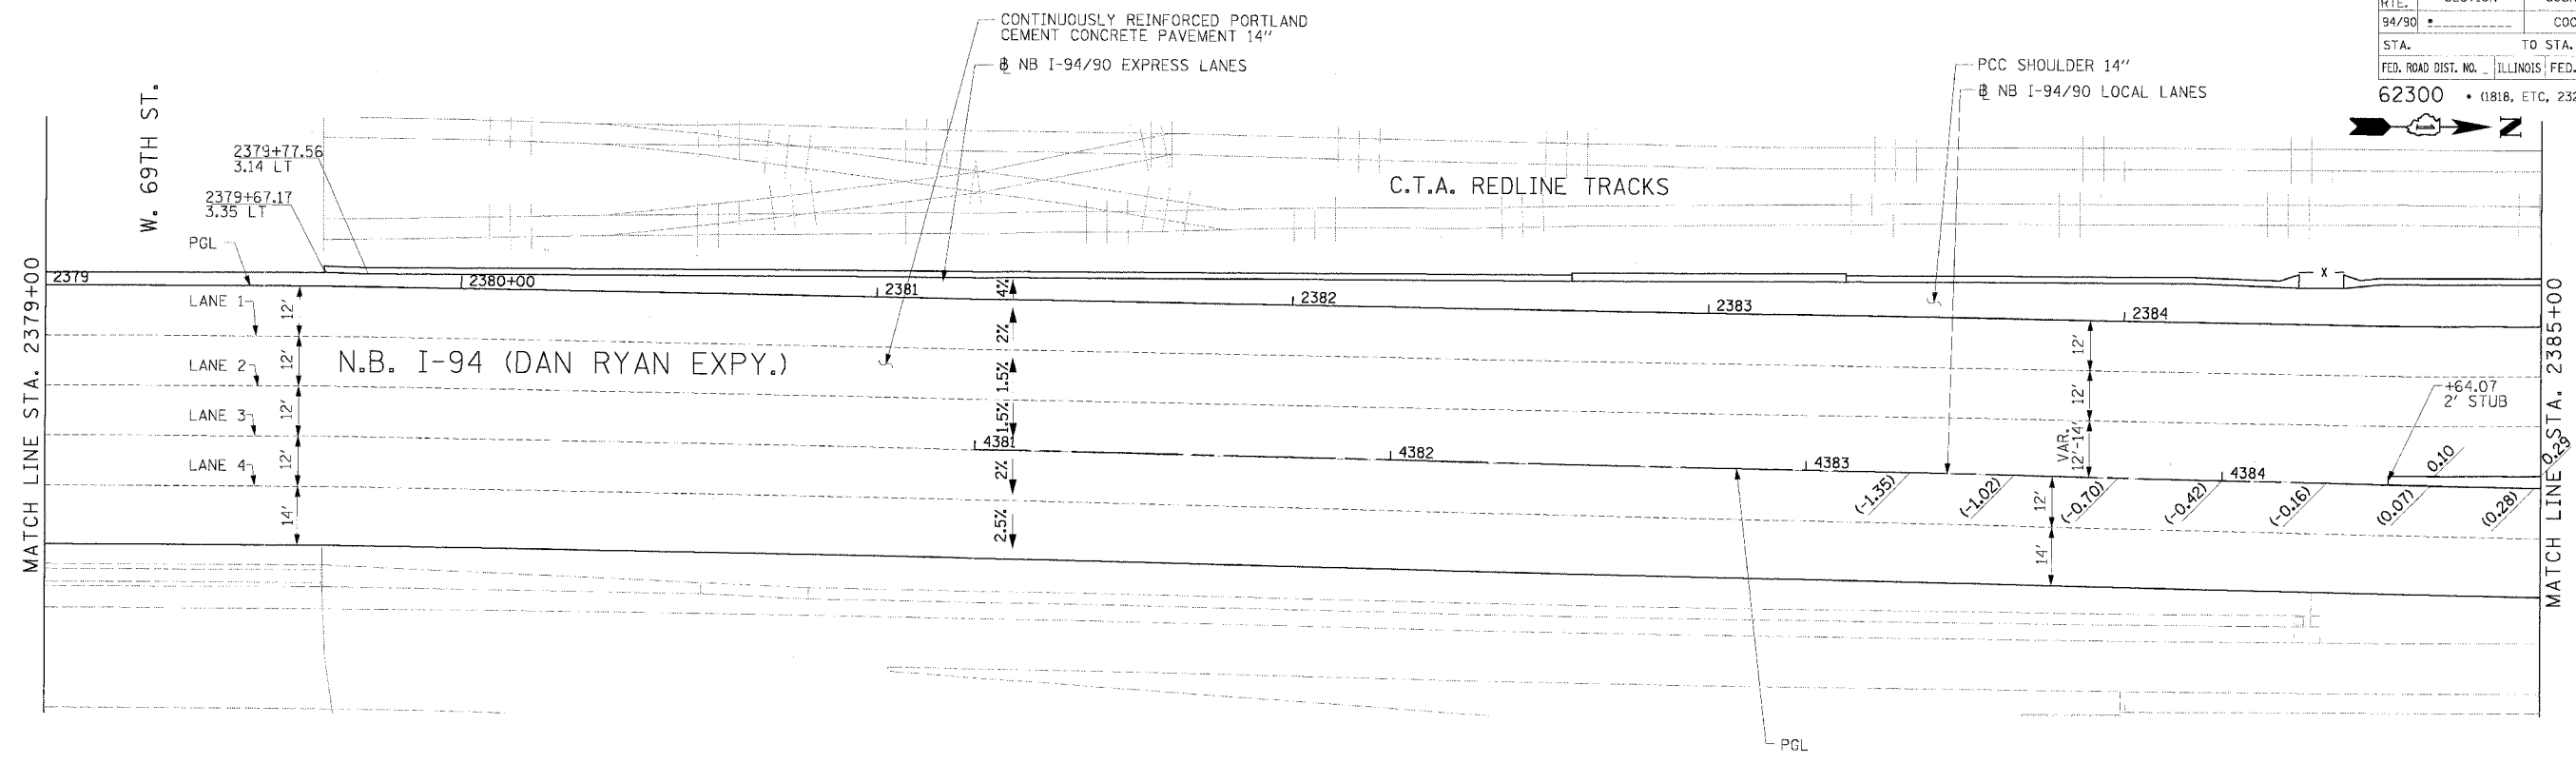 CONTINUOUSLY REINFORCED PORTLAND
CEMENT CONCRETE PAVEMENT 14"
℄ NB I-94/90 EXPRESS LANES
PCC SHOULDER 14"
℄ NB I-94/90 LOCAL LANES
RTE.
94/90 *
STA. TO STA.
FED. ROAD DIST. NO. _ ILLINOIS FED.
62300 * (1818, ETC, 232
N
W. 69TH ST.
2379+77.56
3.14 LT
2379+67.17
3.35 LT
PGL
C.T.A. REDLINE TRACKS
MATCH LINE STA. 2379+00
2379
2380+00
2381
2382
2383
2384
X
LANE 1
LANE 2
LANE 3
LANE 4
12'
12'
12'
12'
14'
N.B. I-94 (DAN RYAN EXPY.)
4%
2%
1.5%
1.5%
2%
2.5%
4381
4382
4383
4384
12'
12'
VAR.
12'-14'
12'
14'
+64.07
2' STUB
(-1.35)
(-1.02)
(-0.70)
(-0.42)
(-0.16)
(0.07)
0.10
(0.28)
0.29
MATCH LINE STA. 2385+00
PGL